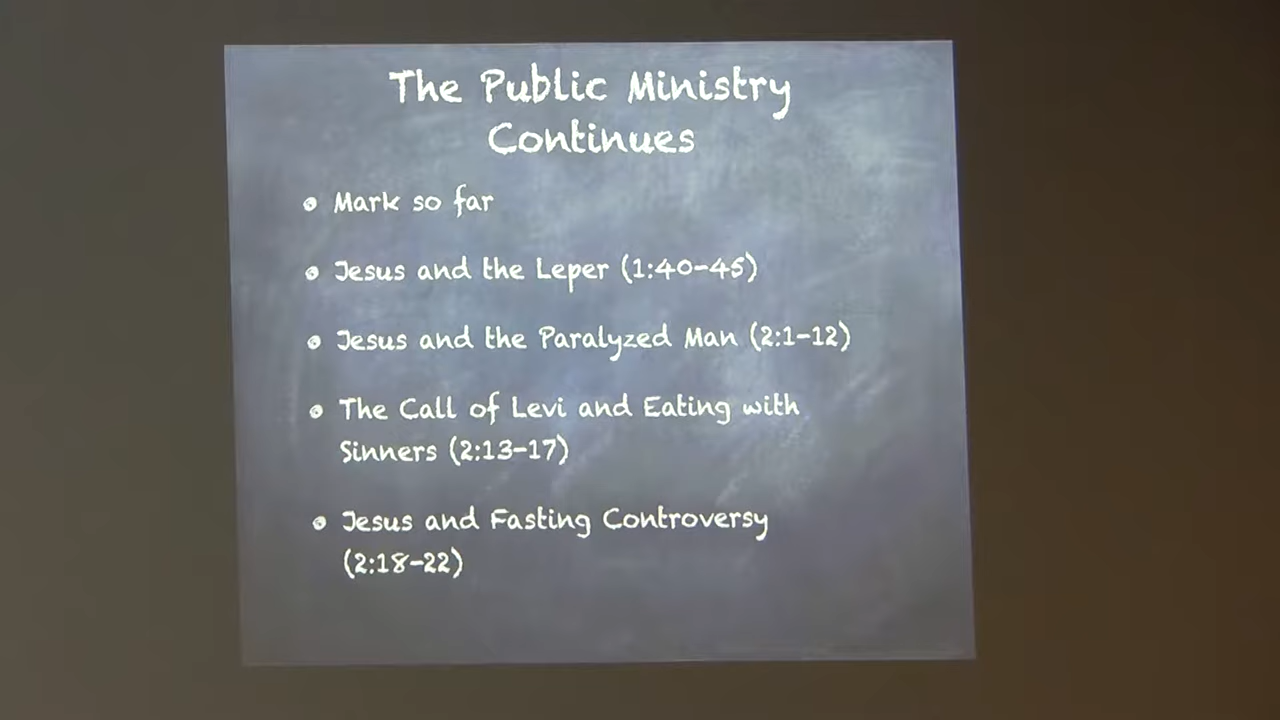 The Public Ministry
Continues
• Mark so far
• Jesus and the Leper (1:40-45)
• Jesus and the Paralyzed Man (2:1-12)
• The Call of Levi and Eating with
Sinners (2:13-17)
• Jesus and Fasting Controversy
(2:18-22)